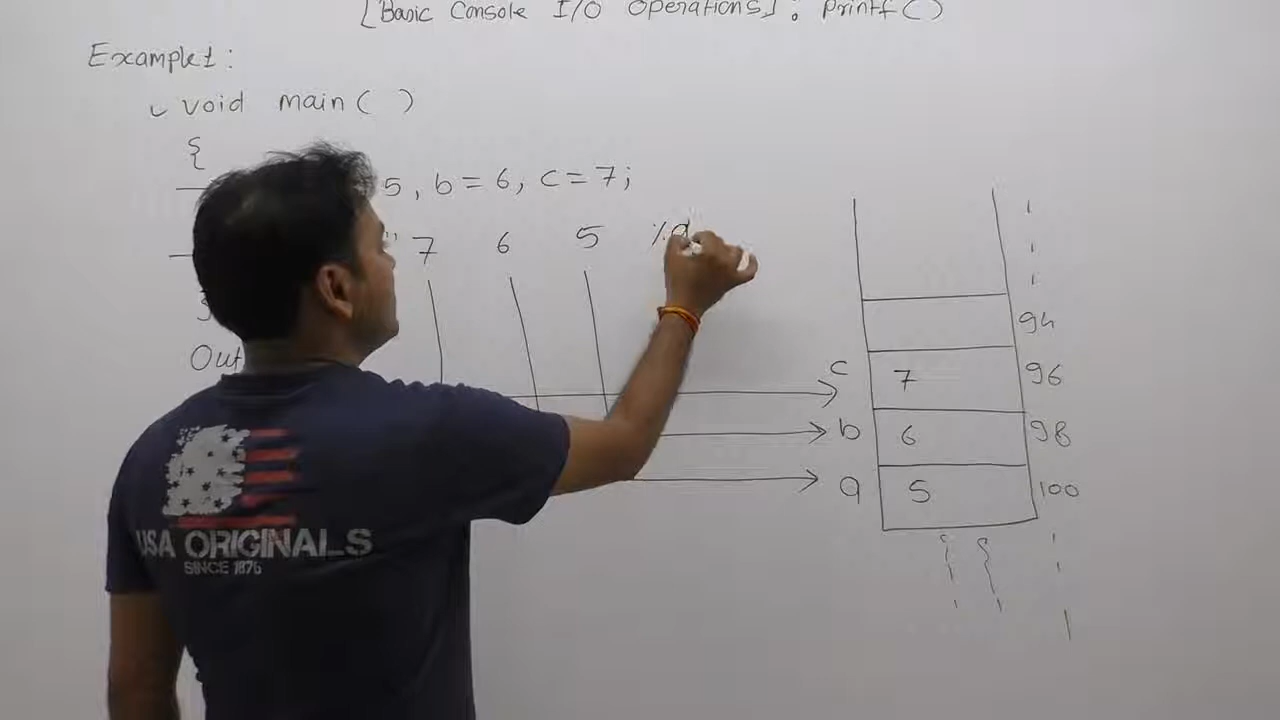 [Basic Console I/O Operations] : Printf ( )
Example1:
void main ( )
{
5, b = 6, c = 7;
" 7 6 5 %d
Out
94
c 7 96
b 6 98
a 5 100
USA ORIGINALS
SINCE 1876